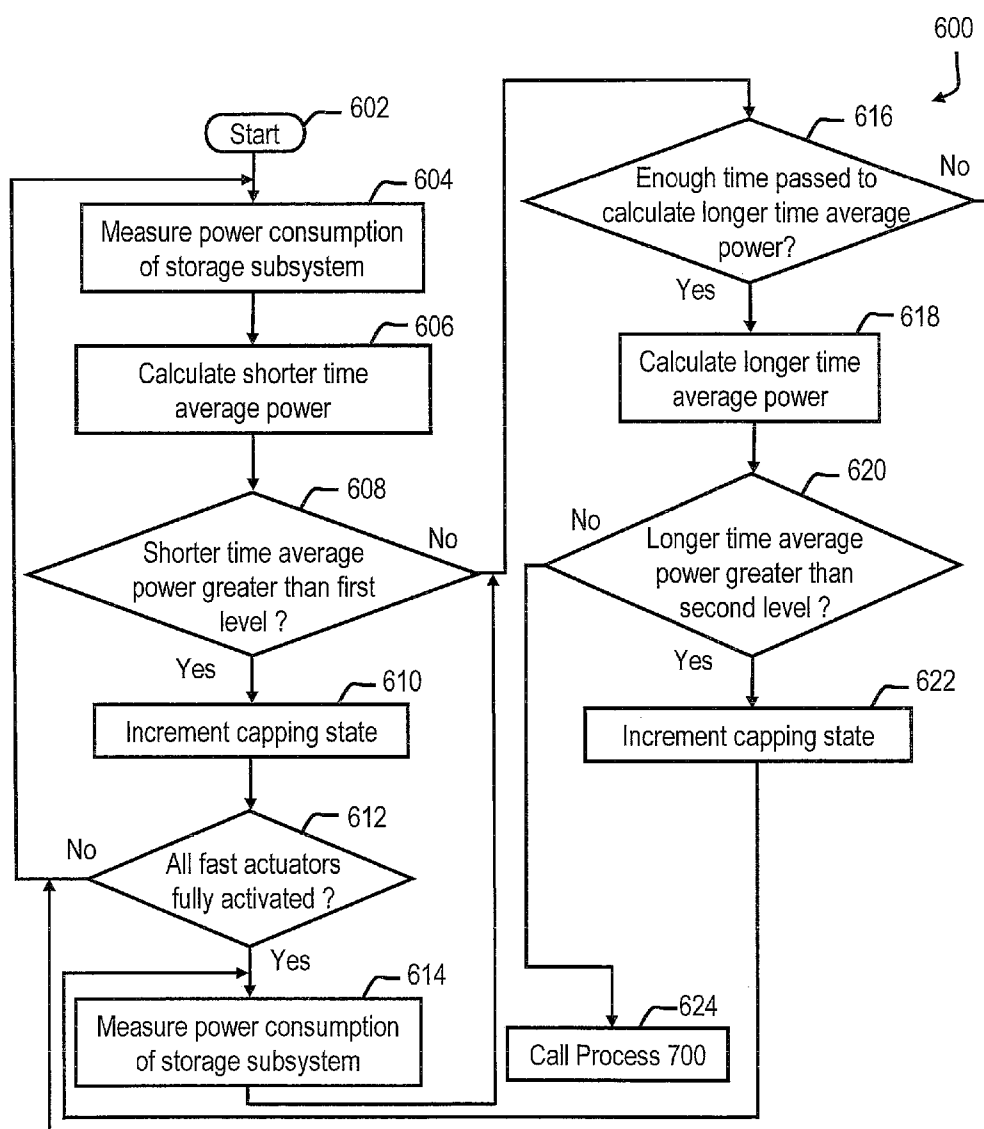 600
602
Start
604
Measure power consumption
of storage subsystem
606
Calculate shorter time
average power
608
No
Shorter time average
power greater than first
level ?
Yes
610
Increment capping state
612
No
All fast actuators
fully activated ?
Yes
614
Measure power consumption
of storage subsystem
616
No
Enough time passed to
calculate longer time average
power?
Yes
618
Calculate longer time
average power
620
No
Longer time average
power greater than
second level ?
Yes
622
Increment capping state
624
Call Process 700